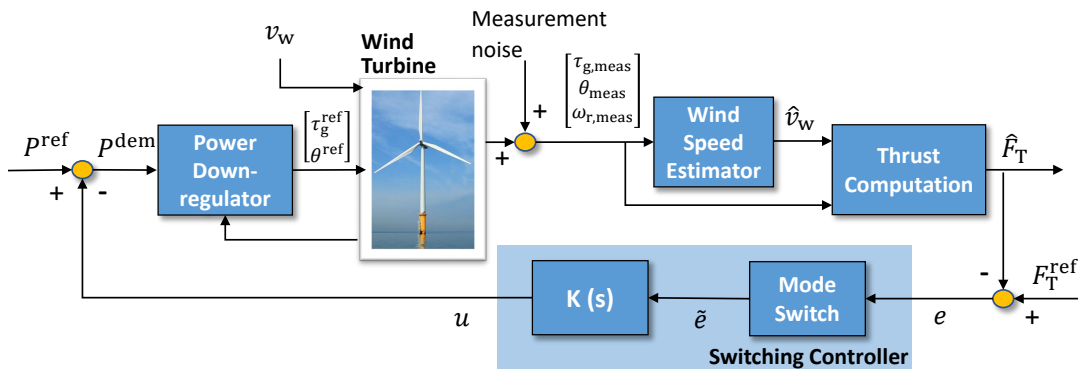 Measurement
noise
v_w
Wind
Turbine
[τ_g,meas
θ_meas
ω_r,meas]
+
+
P^ref
P^dem
Power
Down-
regulator
[τ_g^ref
θ^ref]
Wind
Speed
Estimator
v̂_w
Thrust
Computation
F̂_T
+
-
-
F_T^ref
+
K (s)
Mode
Switch
u
ẽ
e
Switching Controller